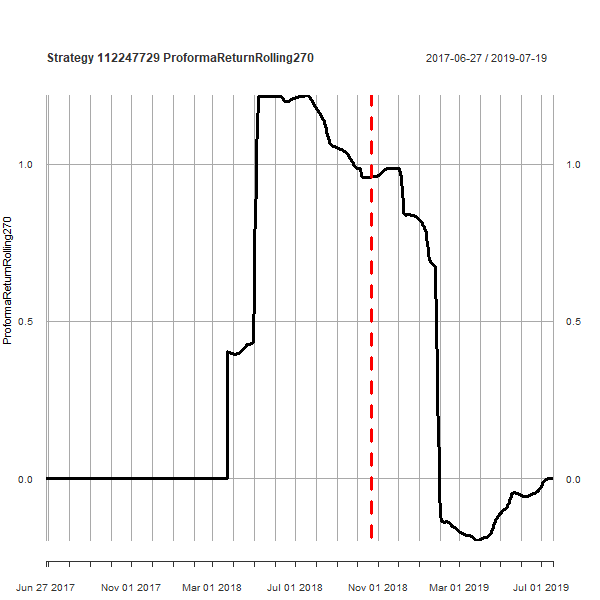 Strategy 112247729 ProformaReturnRolling270
2017-06-27 / 2019-07-19
ProformaReturnRolling270
1.0
1.0
0.5
0.5
0.0
0.0
Jun 27 2017
Nov 01 2017
Mar 01 2018
Jul 01 2018
Nov 01 2018
Mar 01 2019
Jul 01 2019